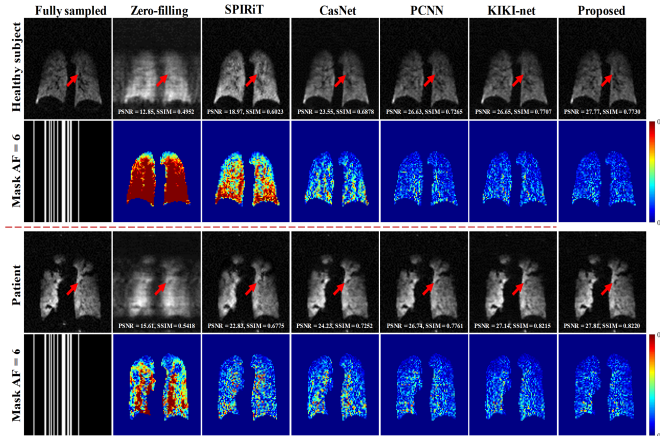 Fully sampled Zero-filling SPIRiT CasNet PCNN KIKI-net Proposed
Healthy subject
PSNR = 12.85, SSIM = 0.4952 PSNR = 18.97, SSIM = 0.6023 PSNR = 23.55, SSIM = 0.6878 PSNR = 26.63, SSIM = 0.7265 PSNR = 26.65, SSIM = 0.7707 PSNR = 27.77, SSIM = 0.7730
Mask AF = 6
Patient
PSNR = 15.61, SSIM = 0.5418 PSNR = 22.83, SSIM = 0.6775 PSNR = 24.23, SSIM = 0.7252 PSNR = 26.74, SSIM = 0.7761 PSNR = 27.14, SSIM = 0.8215 PSNR = 27.81, SSIM = 0.8220
Mask AF = 6